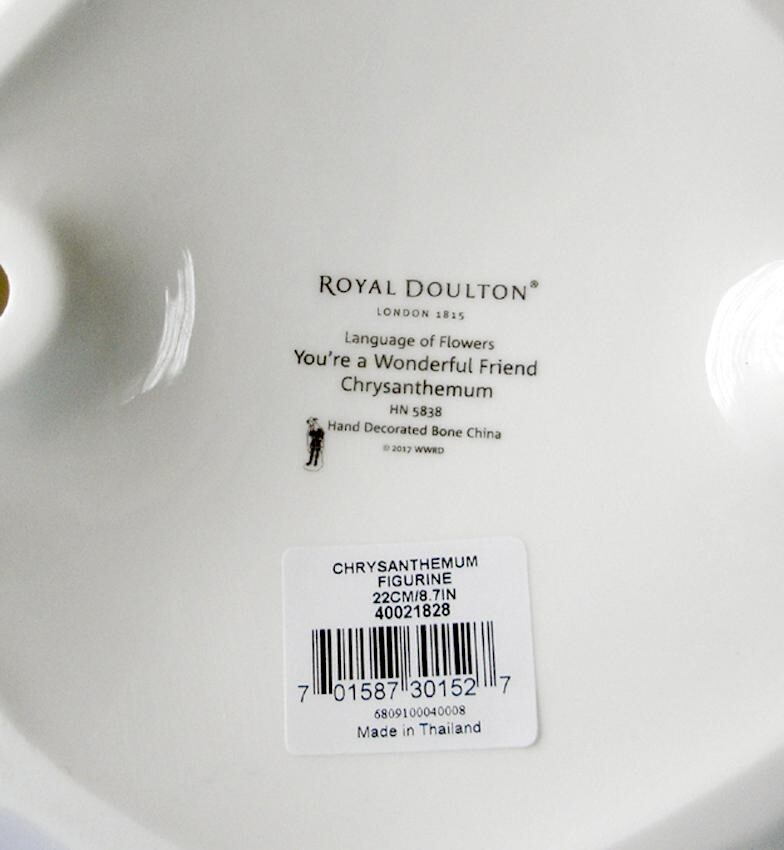 ROYAL DOULTON®
LONDON 1815
Language of Flowers
You're a Wonderful Friend
Chrysanthemum
HN 5838
Hand Decorated Bone China
© 2017 WWRD
CHRYSANTHEMUM
FIGURINE
22CM/8.7IN
40021828
7 01587 30152 7
6809100040008
Made in Thailand